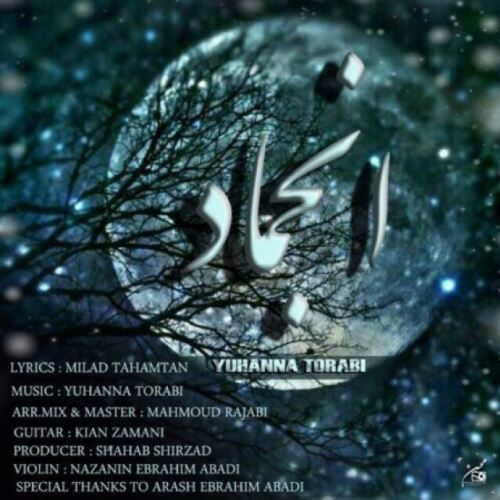 انجماد
YUHANNA TORABI
LYRICS : MILAD TAHAMTAN
MUSIC : YUHANNA TORABI
ARR.MIX & MASTER : MAHMOUD RAJABI
GUITAR : KIAN ZAMANI
PRODUCER : SHAHAB SHIRZAD
VIOLIN : NAZANIN EBRAHIM ABADI
SPECIAL THANKS TO ARASH EBRAHIM ABADI